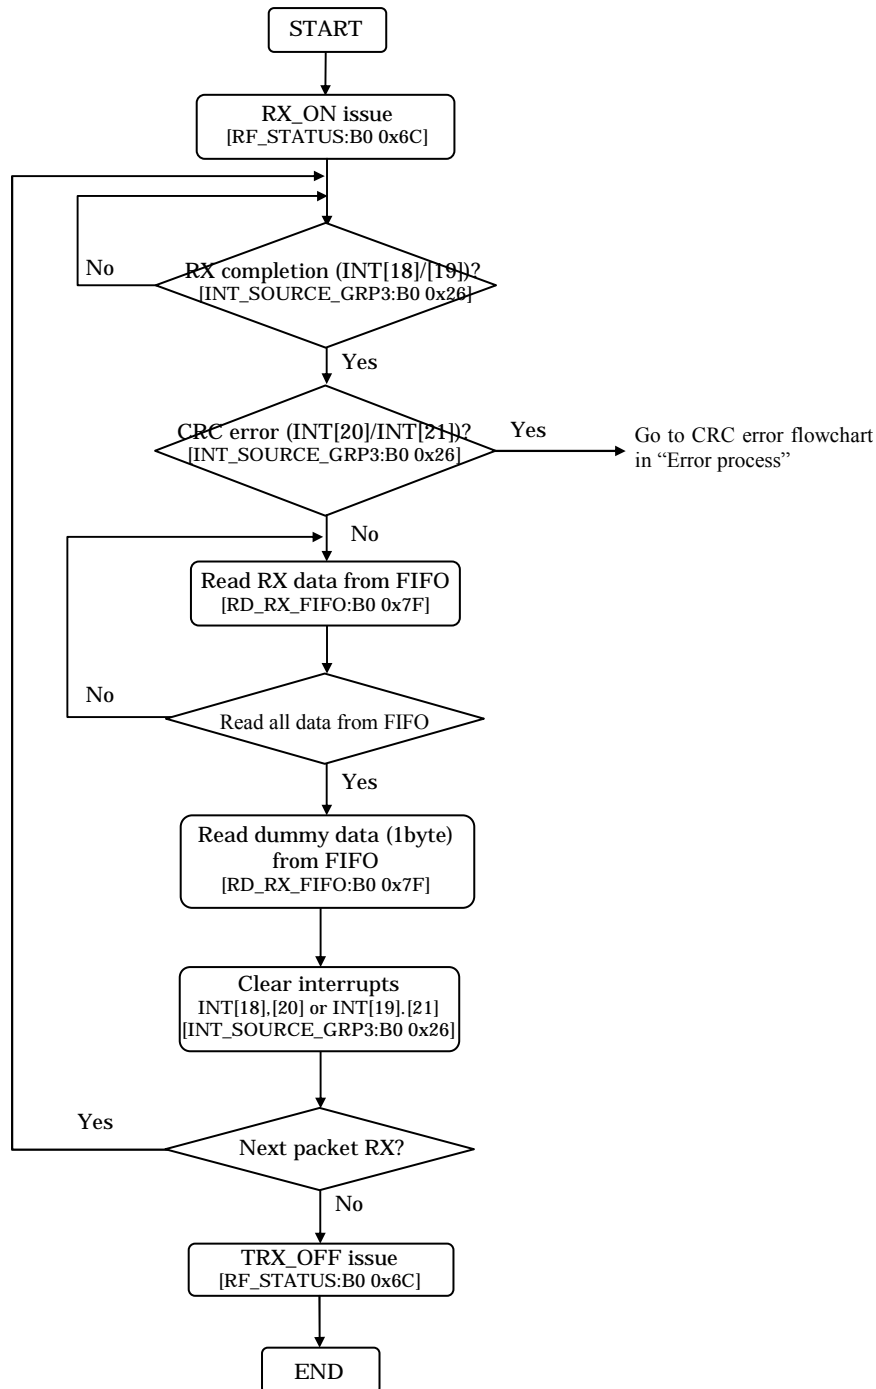 START
RX_ON issue
[RF_STATUS:B0 0x6C]
No
RX completion (INT[18]/[19])?
[INT_SOURCE_GRP3:B0 0x26]
Yes
CRC error (INT[20]/INT[21])?
[INT_SOURCE_GRP3:B0 0x26]
Yes
Go to CRC error flowchart
in “Error process”
No
Read RX data from FIFO
[RD_RX_FIFO:B0 0x7F]
No
Read all data from FIFO
Yes
Read dummy data (1byte)
from FIFO
[RD_RX_FIFO:B0 0x7F]
Clear interrupts
INT[18],[20] or INT[19].[21]
[INT_SOURCE_GRP3:B0 0x26]
Yes
Next packet RX?
No
TRX_OFF issue
[RF_STATUS:B0 0x6C]
END